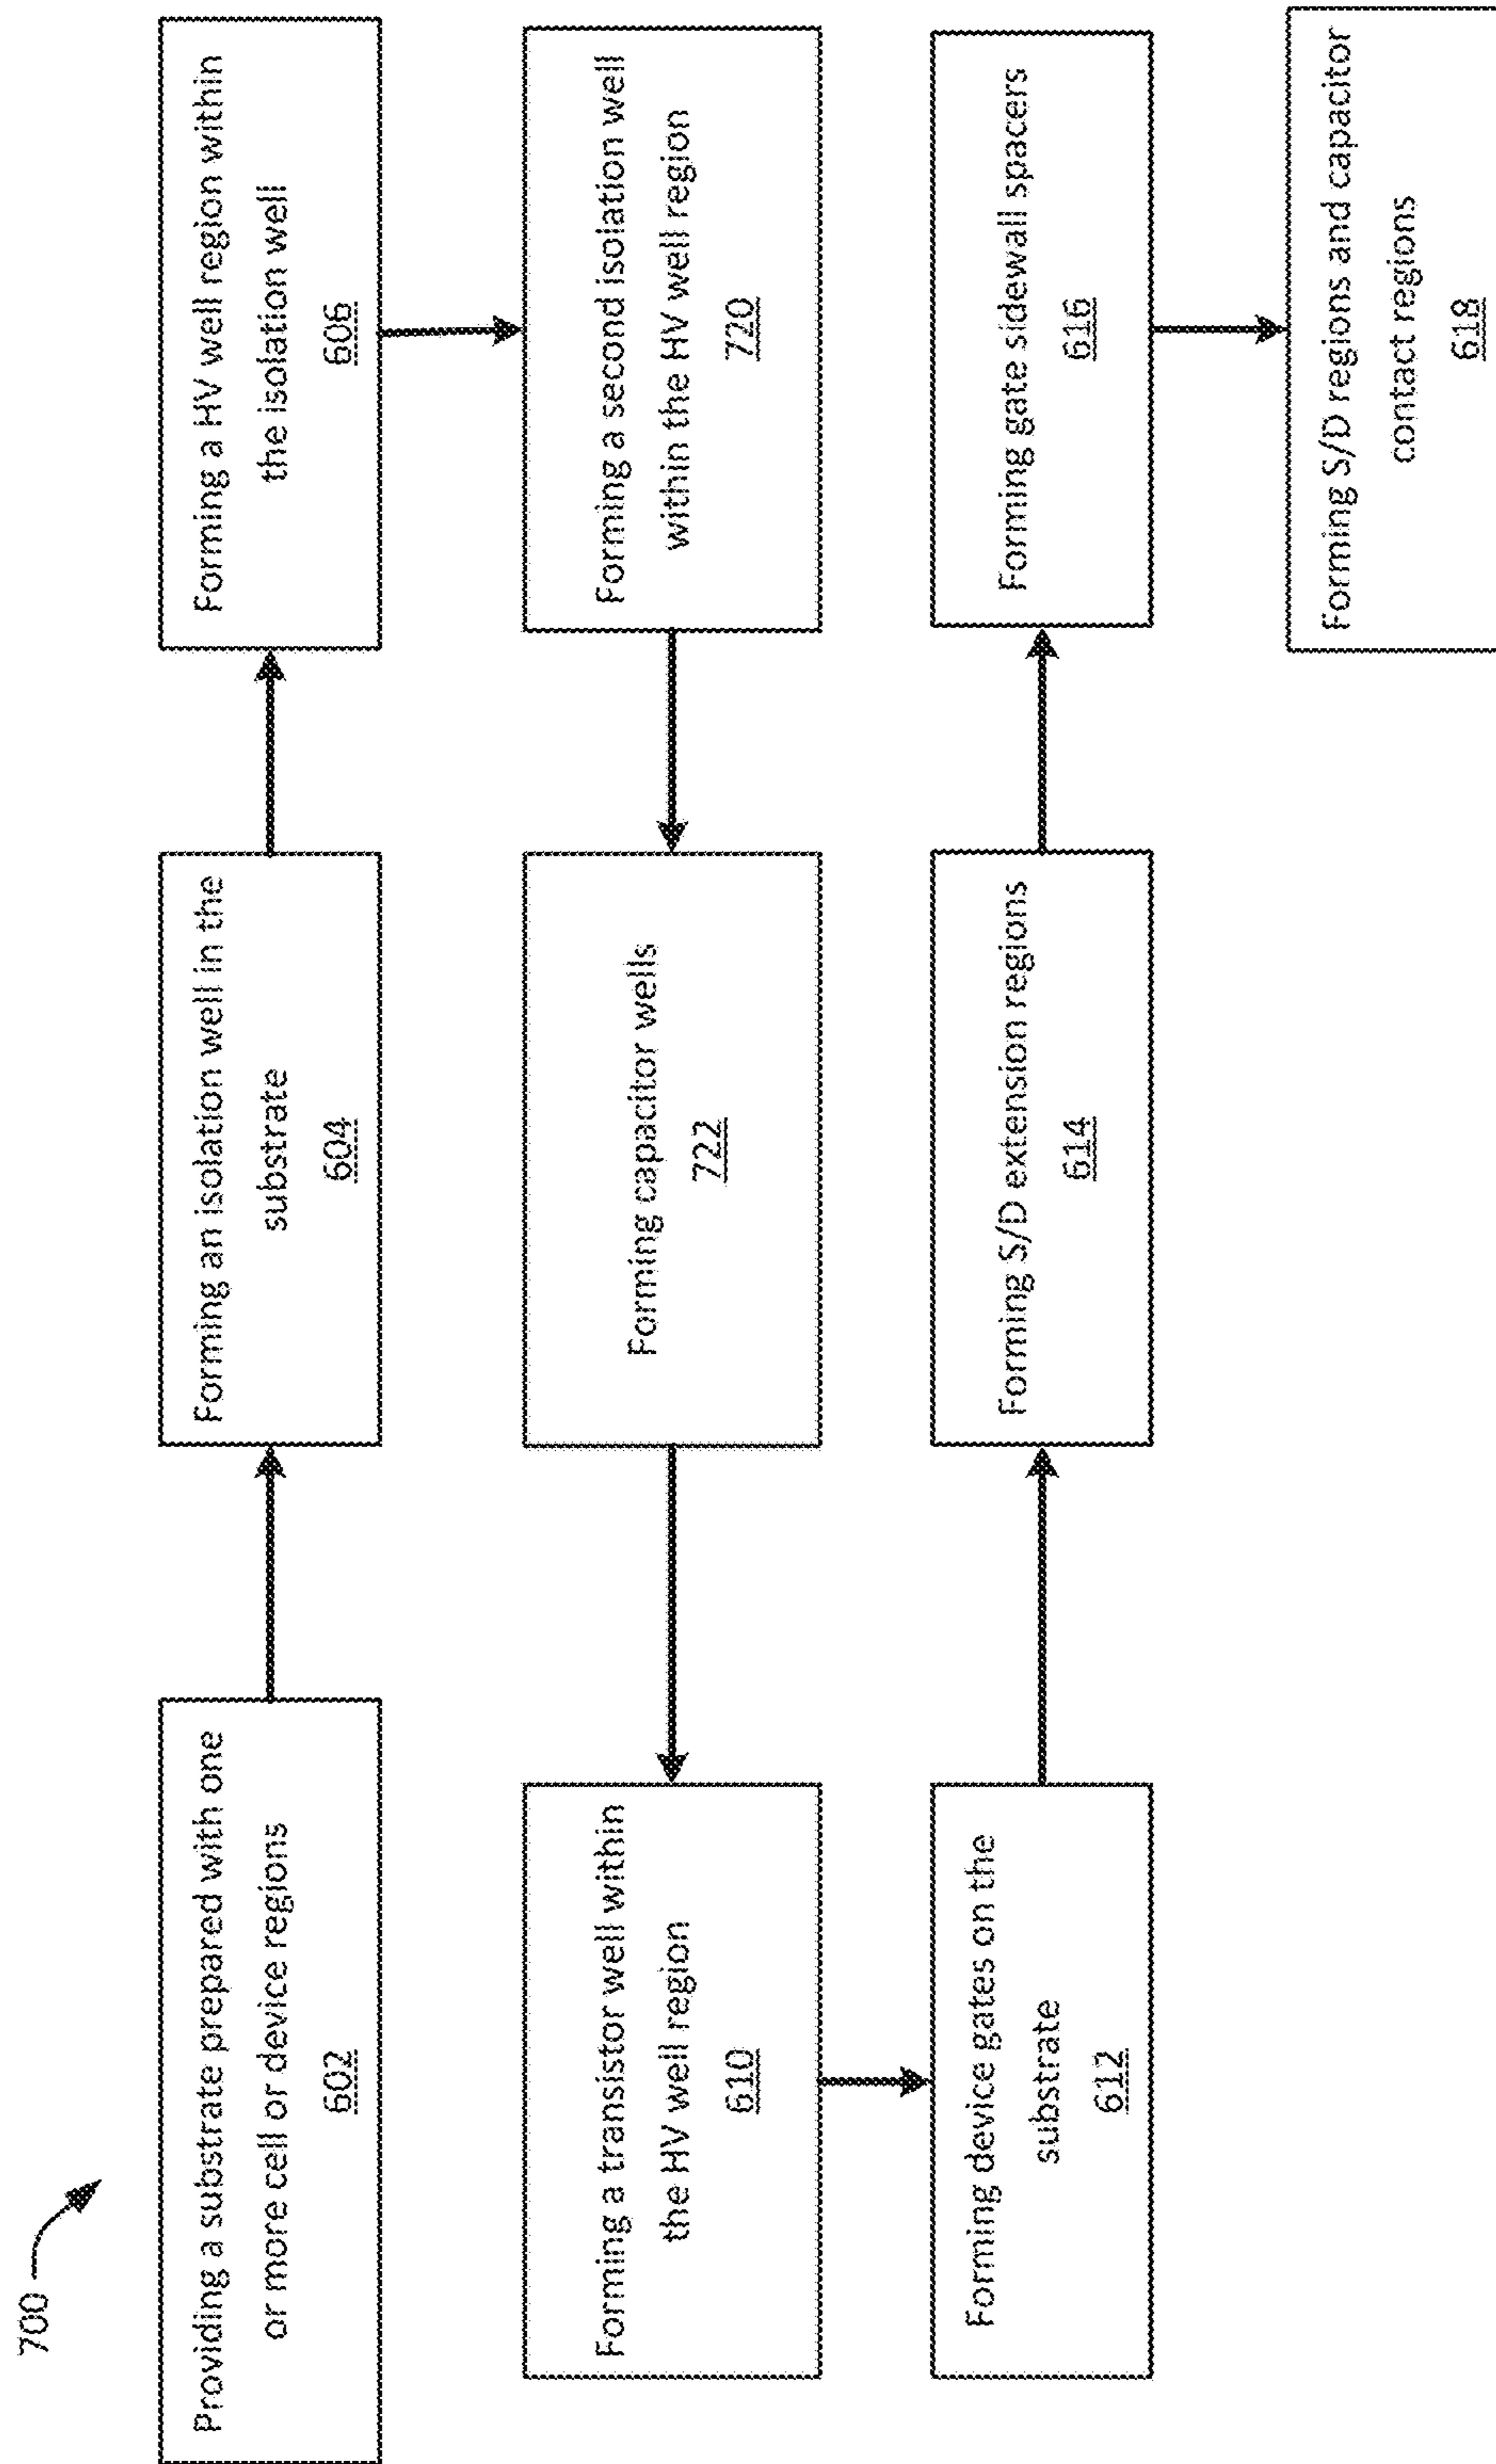 700
Providing a substrate prepared with one
or more cell or device regions
602
Forming an isolation well in the
substrate
604
Forming a HV well region within
the isolation well
606
Forming a second isolation well
within the HV well region
720
Forming capacitor wells
722
Forming a transistor well within
the HV well region
610
Forming device gates on the
substrate
612
Forming S/D extension regions
614
Forming gate sidewall spacers
616
Forming S/D regions and capacitor
contact regions
618